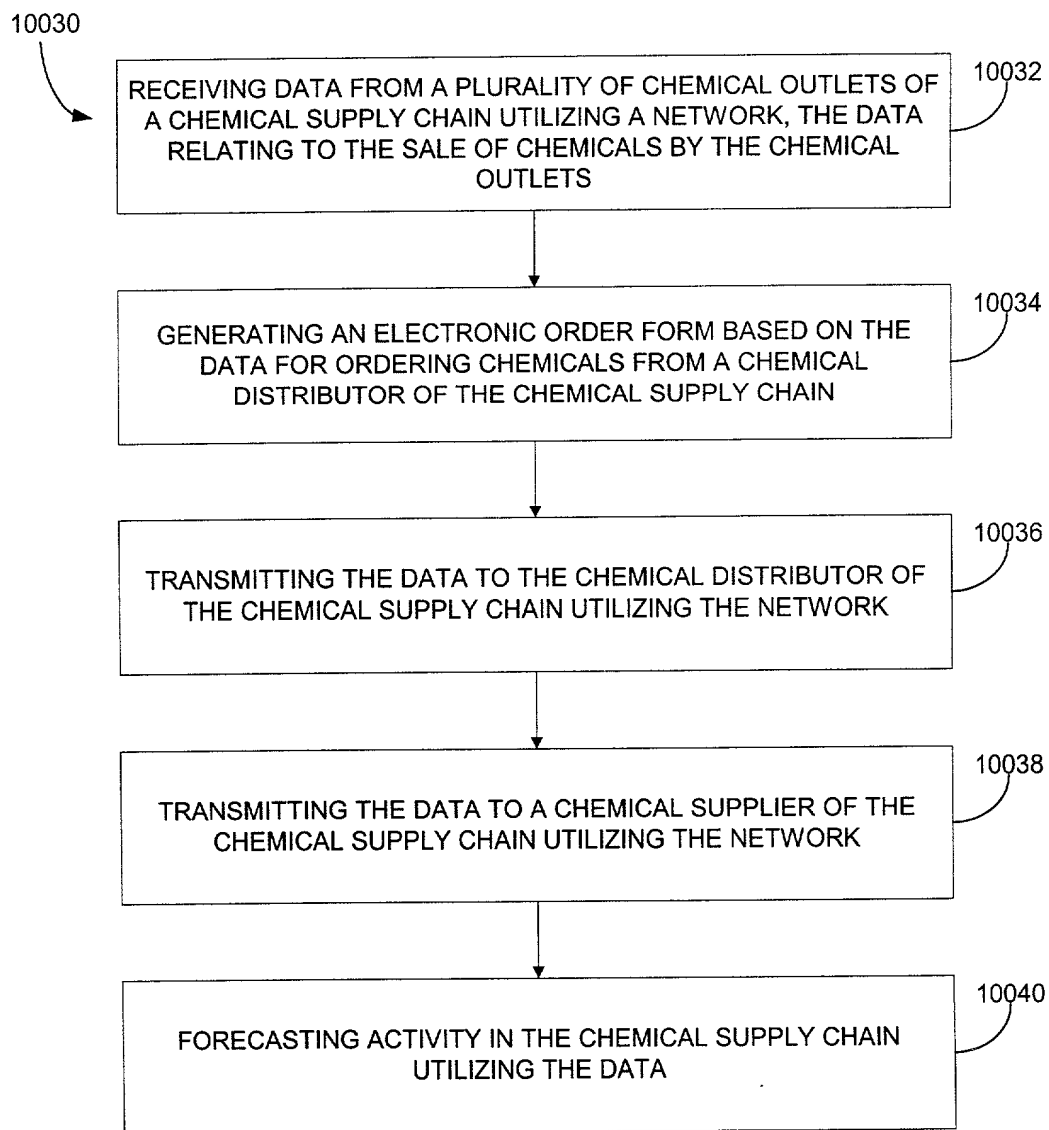 10030
10032
RECEIVING DATA FROM A PLURALITY OF CHEMICAL OUTLETS OF
A CHEMICAL SUPPLY CHAIN UTILIZING A NETWORK, THE DATA
RELATING TO THE SALE OF CHEMICALS BY THE CHEMICAL
OUTLETS
10034
GENERATING AN ELECTRONIC ORDER FORM BASED ON THE
DATA FOR ORDERING CHEMICALS FROM A CHEMICAL
DISTRIBUTOR OF THE CHEMICAL SUPPLY CHAIN
10036
TRANSMITTING THE DATA TO THE CHEMICAL DISTRIBUTOR OF
THE CHEMICAL SUPPLY CHAIN UTILIZING THE NETWORK
10038
TRANSMITTING THE DATA TO A CHEMICAL SUPPLIER OF THE
CHEMICAL SUPPLY CHAIN UTILIZING THE NETWORK
10040
FORECASTING ACTIVITY IN THE CHEMICAL SUPPLY CHAIN
UTILIZING THE DATA